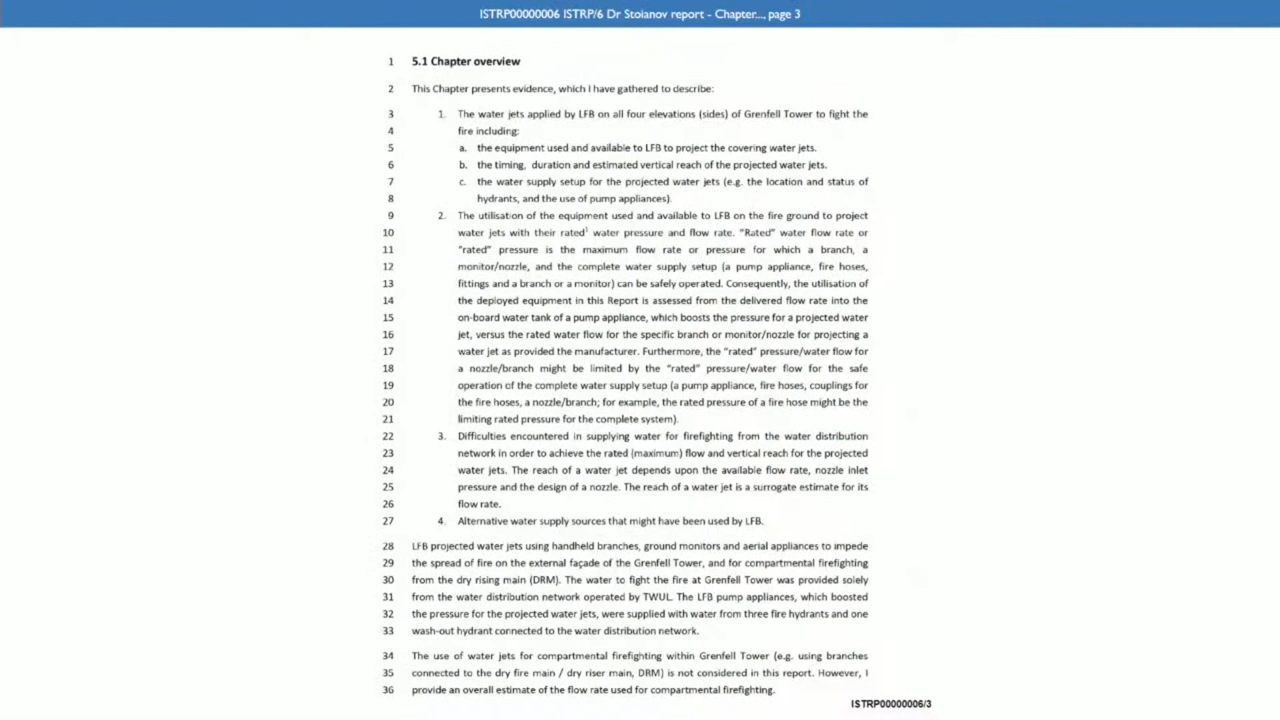 ISTRP00000006 ISTRP/6 Dr Stoianov report - Chapter..., page 3
1 5.1 Chapter overview
2 This Chapter presents evidence, which I have gathered to describe:
3 1. The water jets applied by LFB on all four elevations (sides) of Grenfell Tower to fight the
4 fire including:
5 a. the equipment used and available to LFB to project the covering water jets.
6 b. the timing, duration and estimated vertical reach of the projected water jets.
7 c. the water supply setup for the projected water jets (e.g. the location and status of
8 hydrants, and the use of pump appliances).
9 2. The utilisation of the equipment used and available to LFB on the fire ground to project
10 water jets with their rated¹ water pressure and flow rate. “Rated” water flow rate or
11 “rated” pressure is the maximum flow rate or pressure for which a branch, a
12 monitor/nozzle, and the complete water supply setup (a pump appliance, fire hoses,
13 fittings and a branch or a monitor) can be safely operated. Consequently, the utilisation of
14 the deployed equipment in this Report is assessed from the delivered flow rate into the
15 on-board water tank of a pump appliance, which boosts the pressure for a projected water
16 jet, versus the rated water flow for the specific branch or monitor/nozzle for projecting a
17 water jet as provided the manufacturer. Furthermore, the “rated” pressure/water flow for
18 a nozzle/branch might be limited by the “rated” pressure/water flow for the safe
19 operation of the complete water supply setup (a pump appliance, fire hoses, couplings for
20 the fire hoses, a nozzle/branch; for example, the rated pressure of a fire hose might be the
21 limiting rated pressure for the complete system).
22 3. Difficulties encountered in supplying water for firefighting from the water distribution
23 network in order to achieve the rated (maximum) flow and vertical reach for the projected
24 water jets. The reach of a water jet depends upon the available flow rate, nozzle inlet
25 pressure and the design of a nozzle. The reach of a water jet is a surrogate estimate for its
26 flow rate.
27 4. Alternative water supply sources that might have been used by LFB.
28 LFB projected water jets using handheld branches, ground monitors and aerial appliances to impede
29 the spread of fire on the external façade of the Grenfell Tower, and for compartmental firefighting
30 from the dry rising main (DRM). The water to fight the fire at Grenfell Tower was provided solely
31 from the water distribution network operated by TWUL. The LFB pump appliances, which boosted
32 the pressure for the projected water jets, were supplied with water from three fire hydrants and one
33 wash-out hydrant connected to the water distribution network.
34 The use of water jets for compartmental firefighting within Grenfell Tower (e.g. using branches
35 connected to the dry fire main / dry riser main, DRM) is not considered in this report. However, I
36 provide an overall estimate of the flow rate used for compartmental firefighting.
ISTRP00000006/3